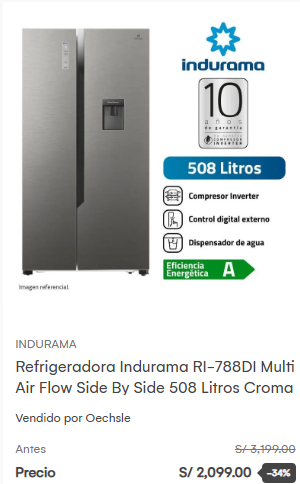 indurama
10
años
de garantía
COMPRESOR
INVERTER
508 Litros
Compresor Inverter
Control digital externo
Dispensador de agua
Eficiencia
Energética A
Imagen referencial.
INDURAMA
Refrigeradora Indurama RI-788DI Multi
Air Flow Side By Side 508 Litros Croma
Vendido por Oechsle
Antes S/ 3,199.00
Precio S/ 2,099.00 -34%